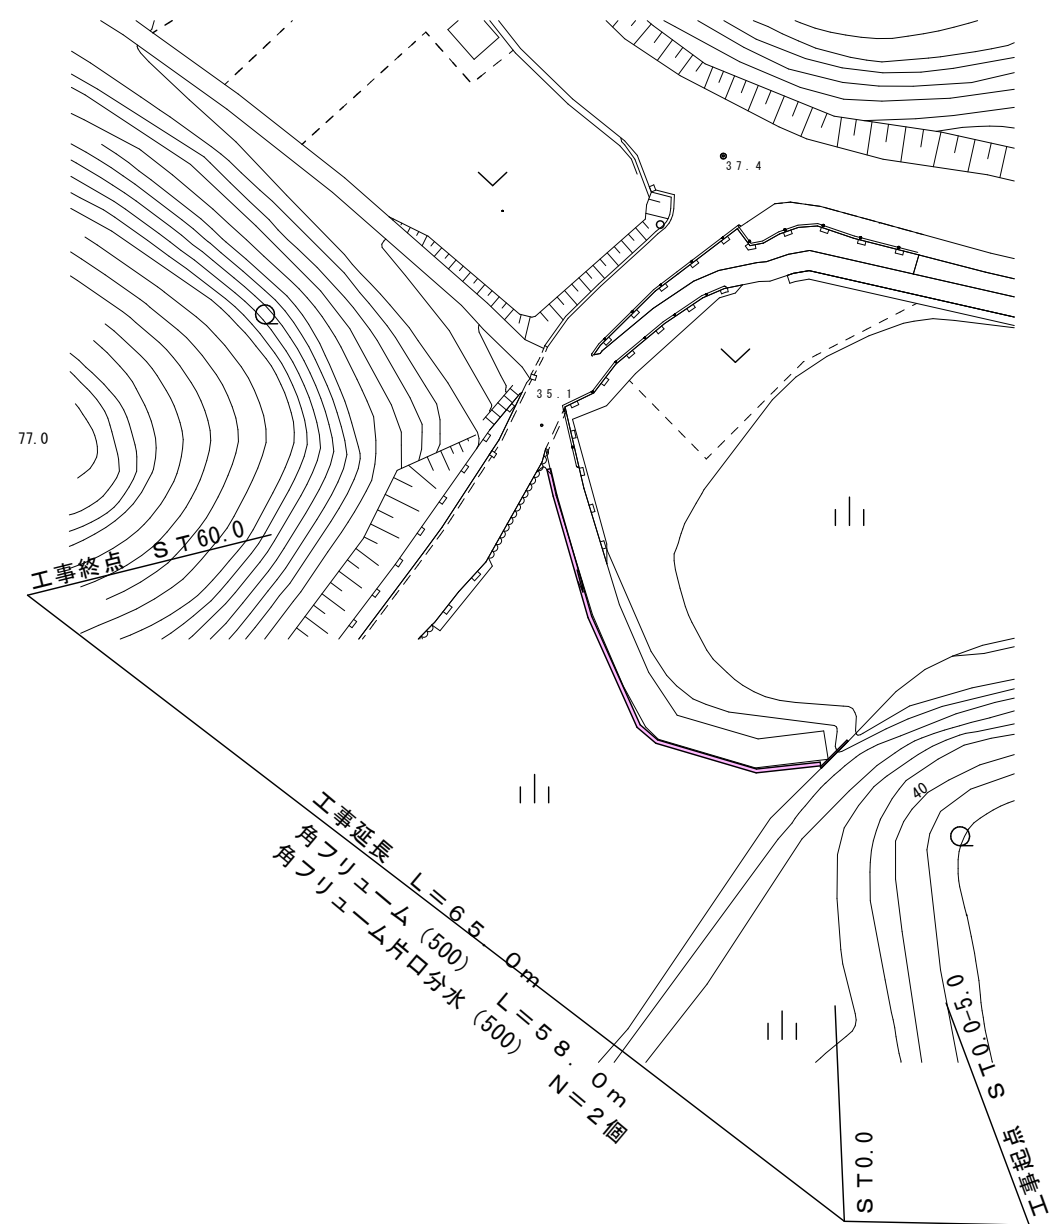 37.4
35.1
77.0
工事終点　ＳＴ60.0
40
工事延長　Ｌ＝６５．０ｍ
角フリューム（500）　Ｌ＝５８．０ｍ
角フリューム片口分水（500）　Ｎ＝２個
ＳＴ0.0
工事起点　ＳＴ0.0-5.0